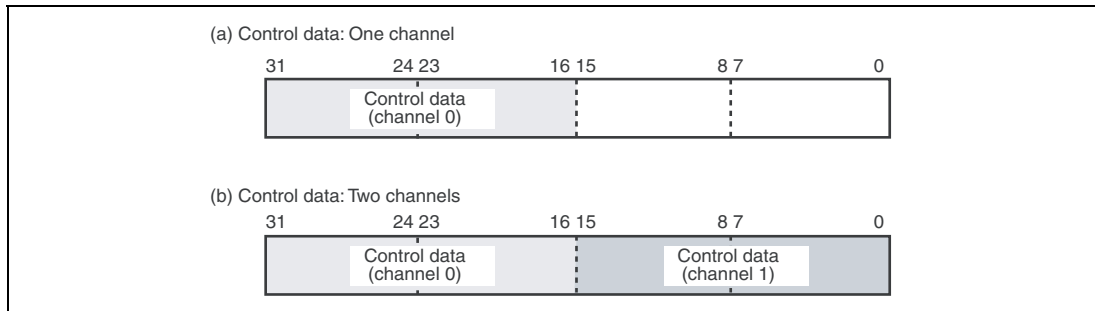 (a) Control data: One channel
31 24 23 16 15 8 7 0
Control data
(channel 0)
(b) Control data: Two channels
31 24 23 16 15 8 7 0
Control data
(channel 0)
Control data
(channel 1)